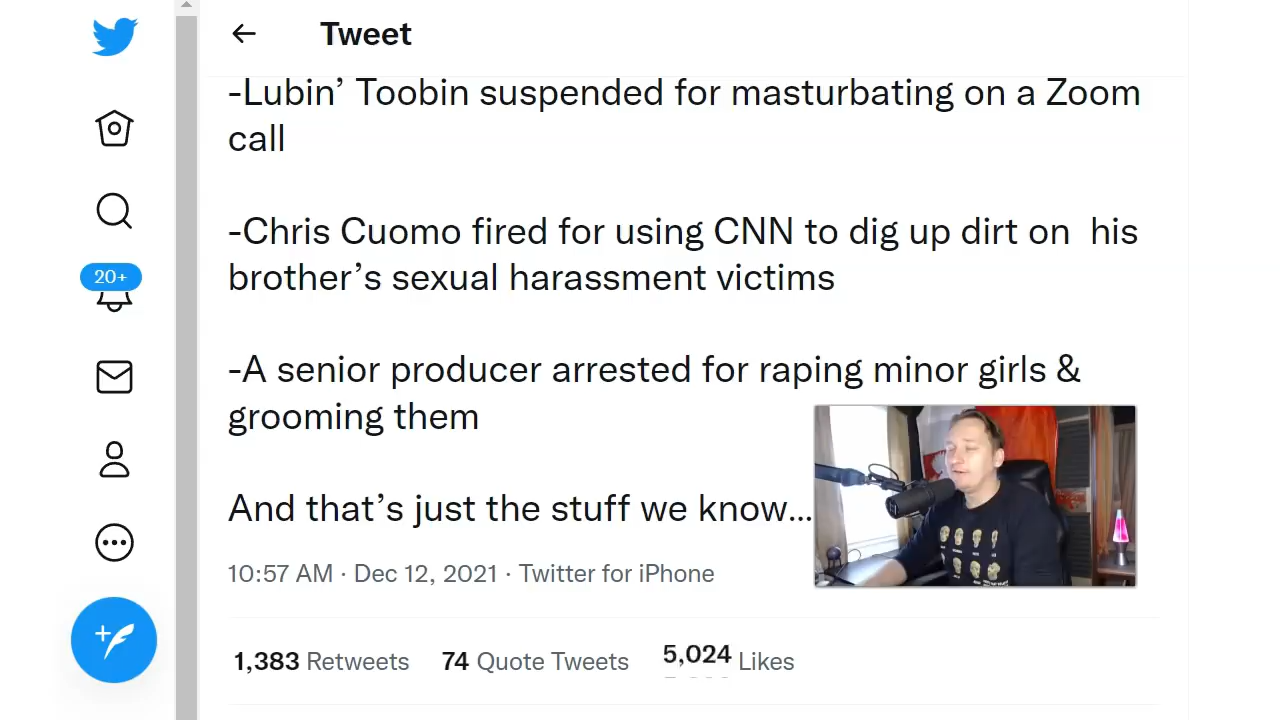 Tweet
-Lubin’ Toobin suspended for masturbating on a Zoom
call
-Chris Cuomo fired for using CNN to dig up dirt on  his
brother’s sexual harassment victims
-A senior producer arrested for raping minor girls &
grooming them
And that’s just the stuff we know...
10:57 AM · Dec 12, 2021 · Twitter for iPhone
1,383 Retweets 74 Quote Tweets 5,024 Likes
20+